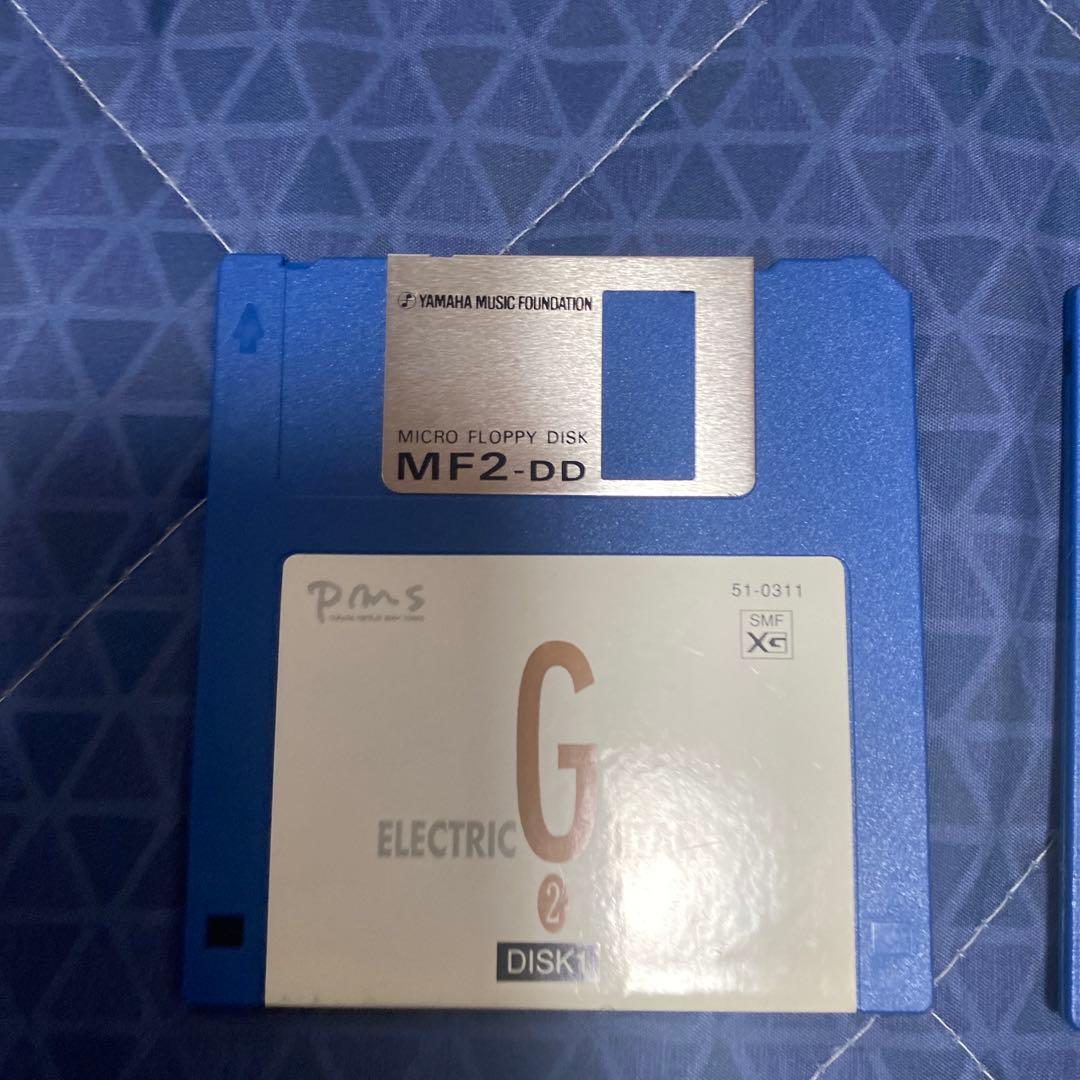 YAMAHA MUSIC FOUNDATION
MICRO FLOPPY DISK
MF2-DD
pms
51-0311
SMF
XG
ELECTRIC G
2
DISK1